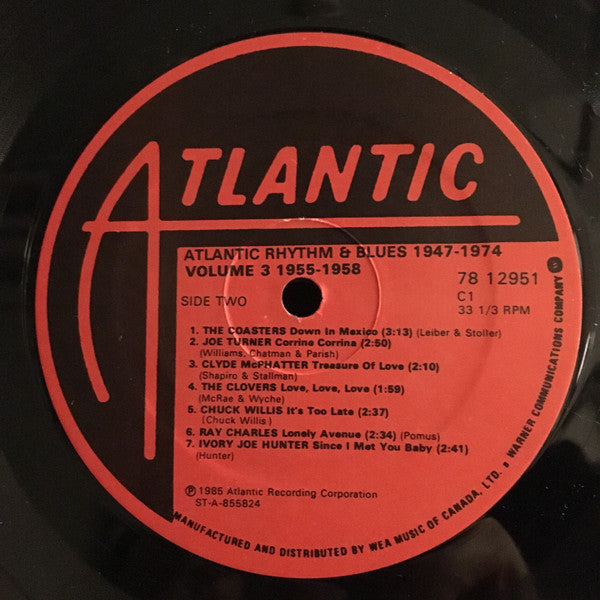 ATLANTIC
ATLANTIC RHYTHM & BLUES 1947-1974
VOLUME 3 1955-1958
78 12951
SIDE TWO
C1
33 1/3 RPM
1. THE COASTERS Down In Mexico (3:13) (Leiber & Stoller)
2. JOE TURNER Corrine Corrina (2:50)
(Williams, Chatman & Parish)
3. CLYDE McPHATTER Treasure Of Love (2:10)
(Shapiro & Stallman)
4. THE CLOVERS Love, Love, Love (1:59)
(McRae & Wyche)
5. CHUCK WILLIS It's Too Late (2:37)
(Chuck Willis)
6. RAY CHARLES Lonely Avenue (2:34) (Pomus)
7. IVORY JOE HUNTER Since I Met You Baby (2:41)
(Hunter)
℗ 1985 Atlantic Recording Corporation
ST-A-855824
MANUFACTURED AND DISTRIBUTED BY WEA MUSIC OF CANADA, LTD. • WARNER COMMUNICATIONS COMPANY